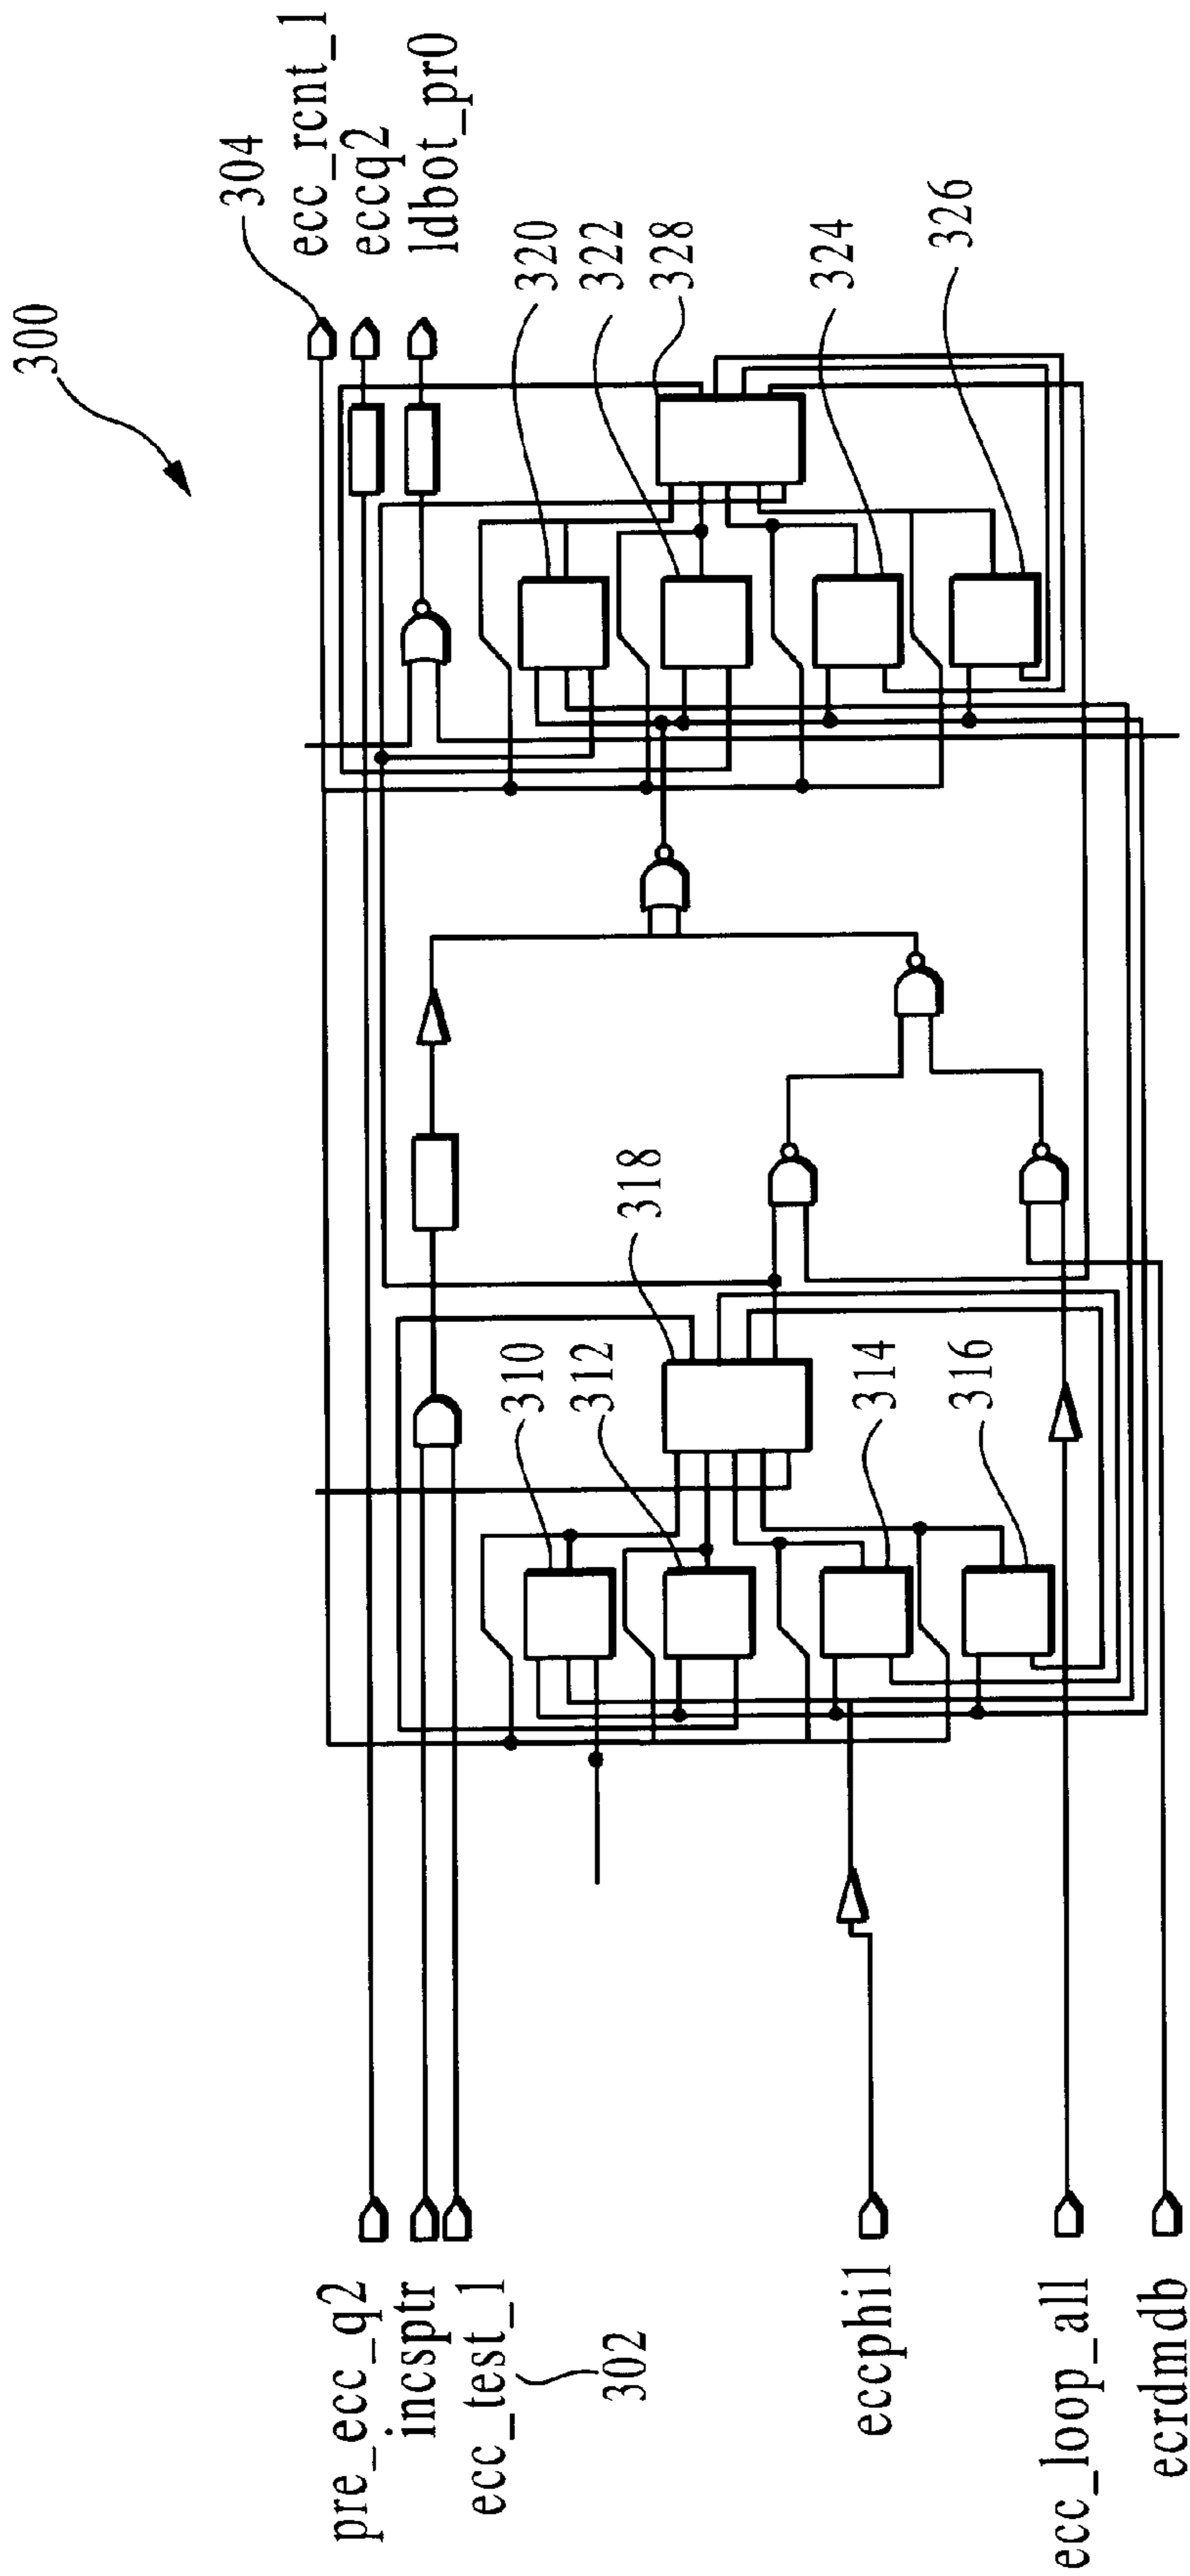 300
304
ecc_rcnt_1
eccq2
ldbot_pr0
320
322
328
324
326
318
310
312
314
316
pre_ecc_q2
incsptr
ecc_test_1
302
eccphi1
ecc_loop_all
ecrdmdb